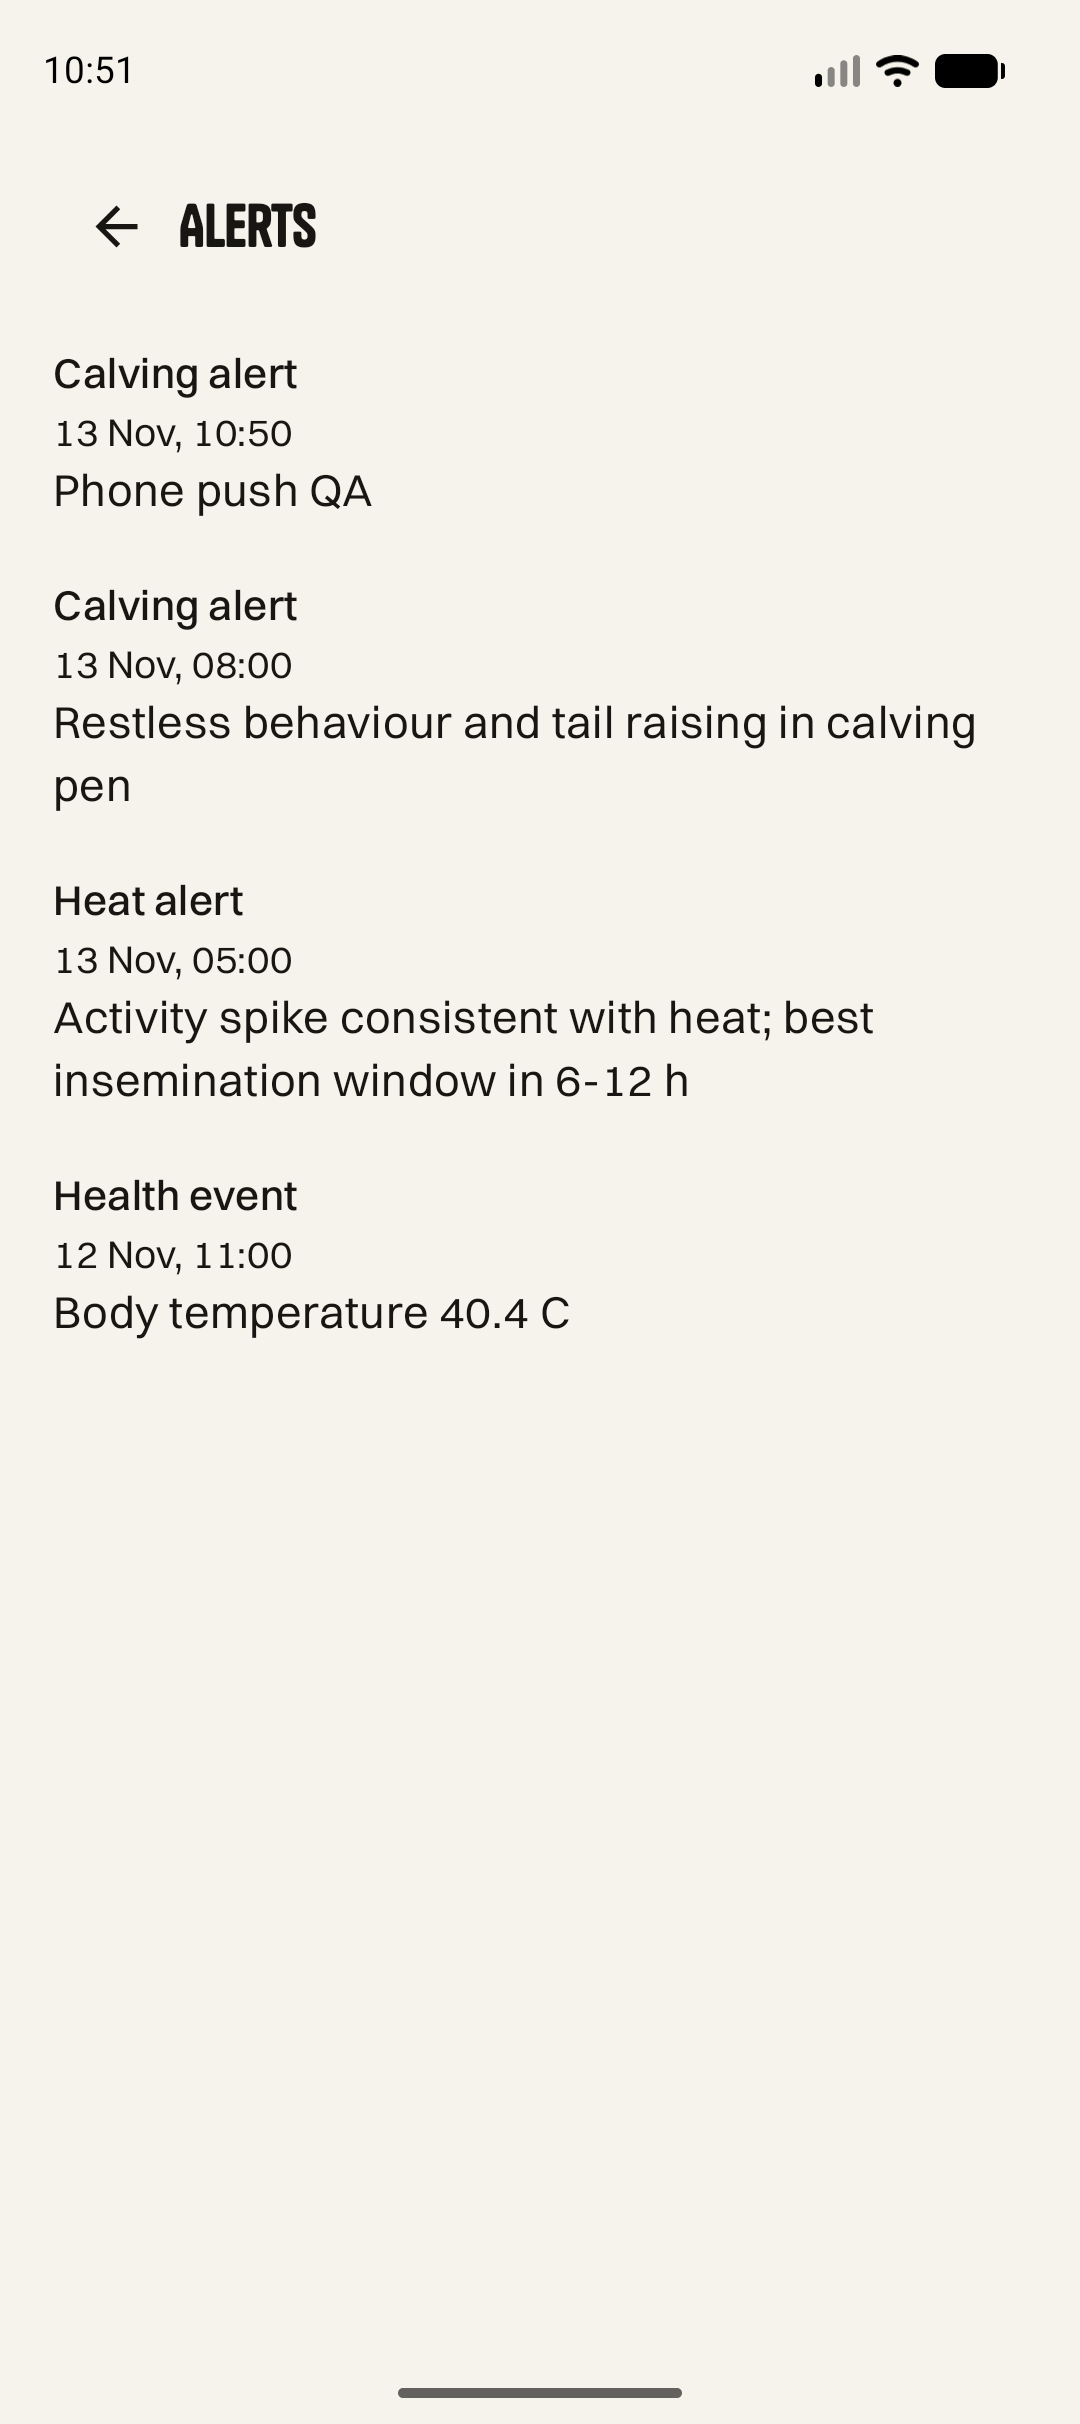 10:51
ALERTS
Calving alert
13 Nov, 10:50
Phone push QA
Calving alert
13 Nov, 08:00
Restless behaviour and tail raising in calving
pen
Heat alert
13 Nov, 05:00
Activity spike consistent with heat; best
insemination window in 6-12 h
Health event
12 Nov, 11:00
Body temperature 40.4 C